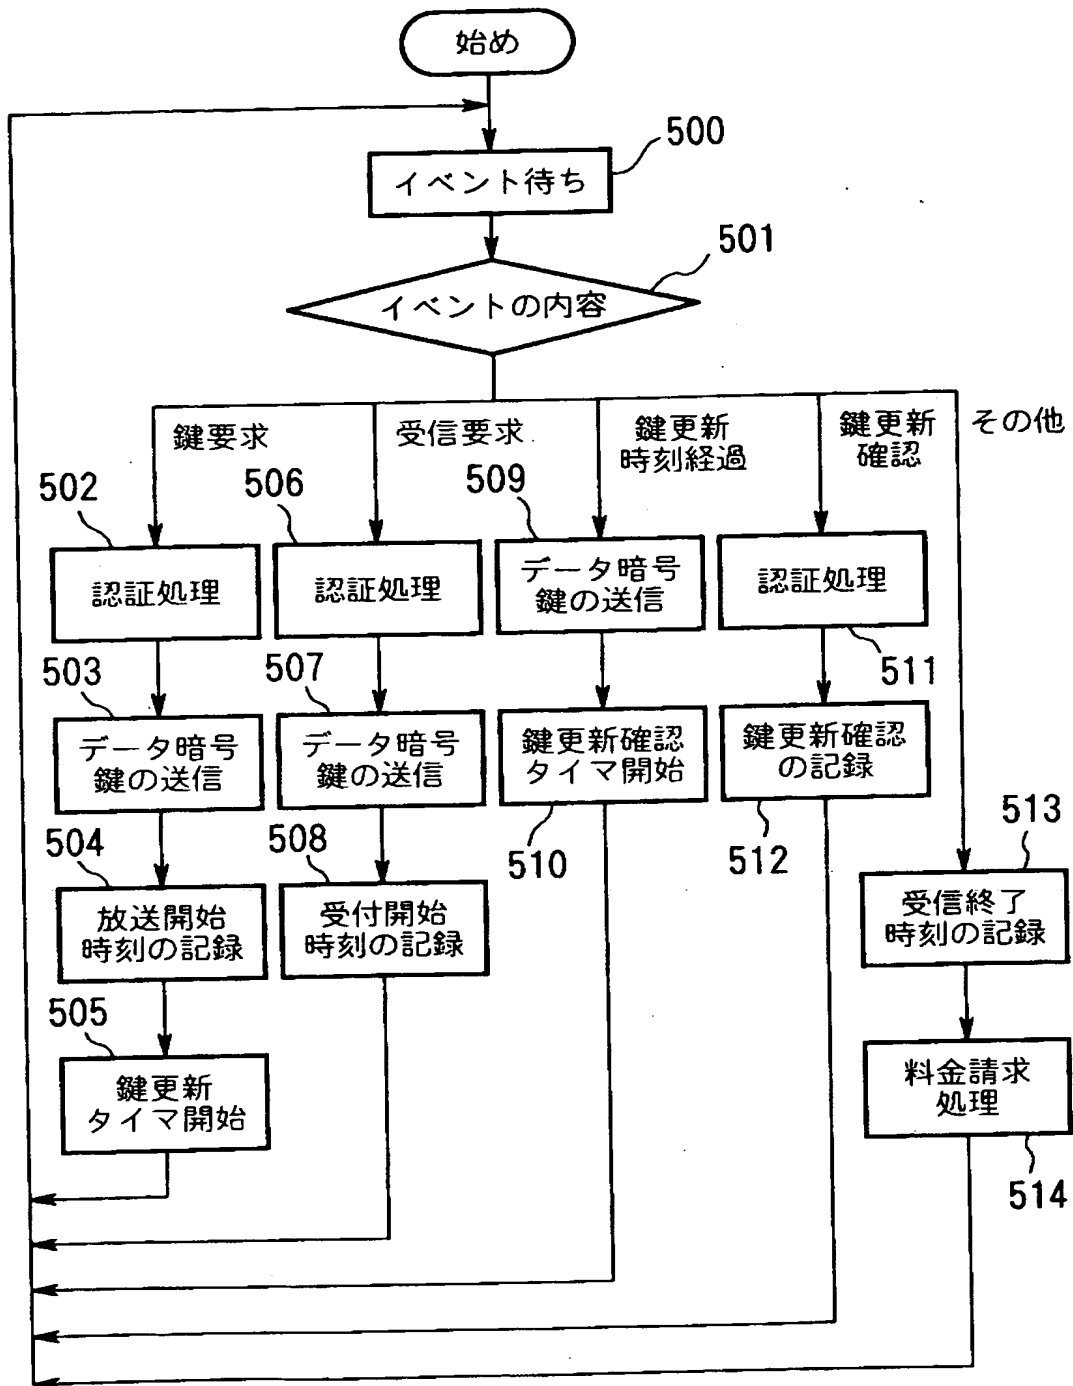 始め
500
イベント待ち
501
イベントの内容
鍵要求
受信要求
鍵更新
時刻経過
鍵更新
確認
その他
502
認証処理
503
データ暗号
鍵の送信
504
放送開始
時刻の記録
505
鍵更新
タイマ開始
506
認証処理
507
データ暗号
鍵の送信
508
受付開始
時刻の記録
509
データ暗号
鍵の送信
鍵更新確認
タイマ開始
510
認証処理
511
鍵更新確認
の記録
512
513
受信終了
時刻の記録
料金請求
処理
514